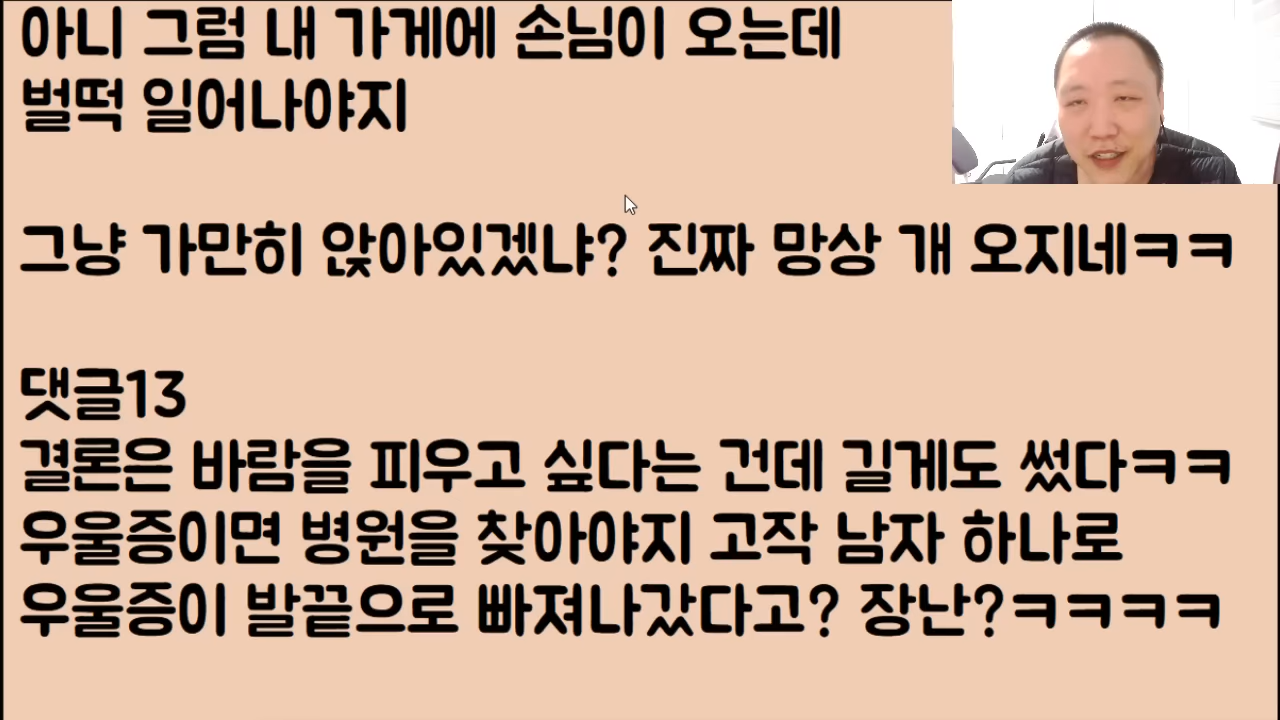 아니 그럼 내 가게에 손님이 오는데
벌떡 일어나야지
그냥 가만히 앉아있겠냐? 진짜 망상 개 오지네ㅋㅋ
댓글13
결론은 바람을 피우고 싶다는 건데 길게도 썼다ㅋㅋ
우울증이면 병원을 찾아야지 고작 남자 하나로
우울증이 발끝으로 빠져나갔다고? 장난?ㅋㅋㅋㅋ